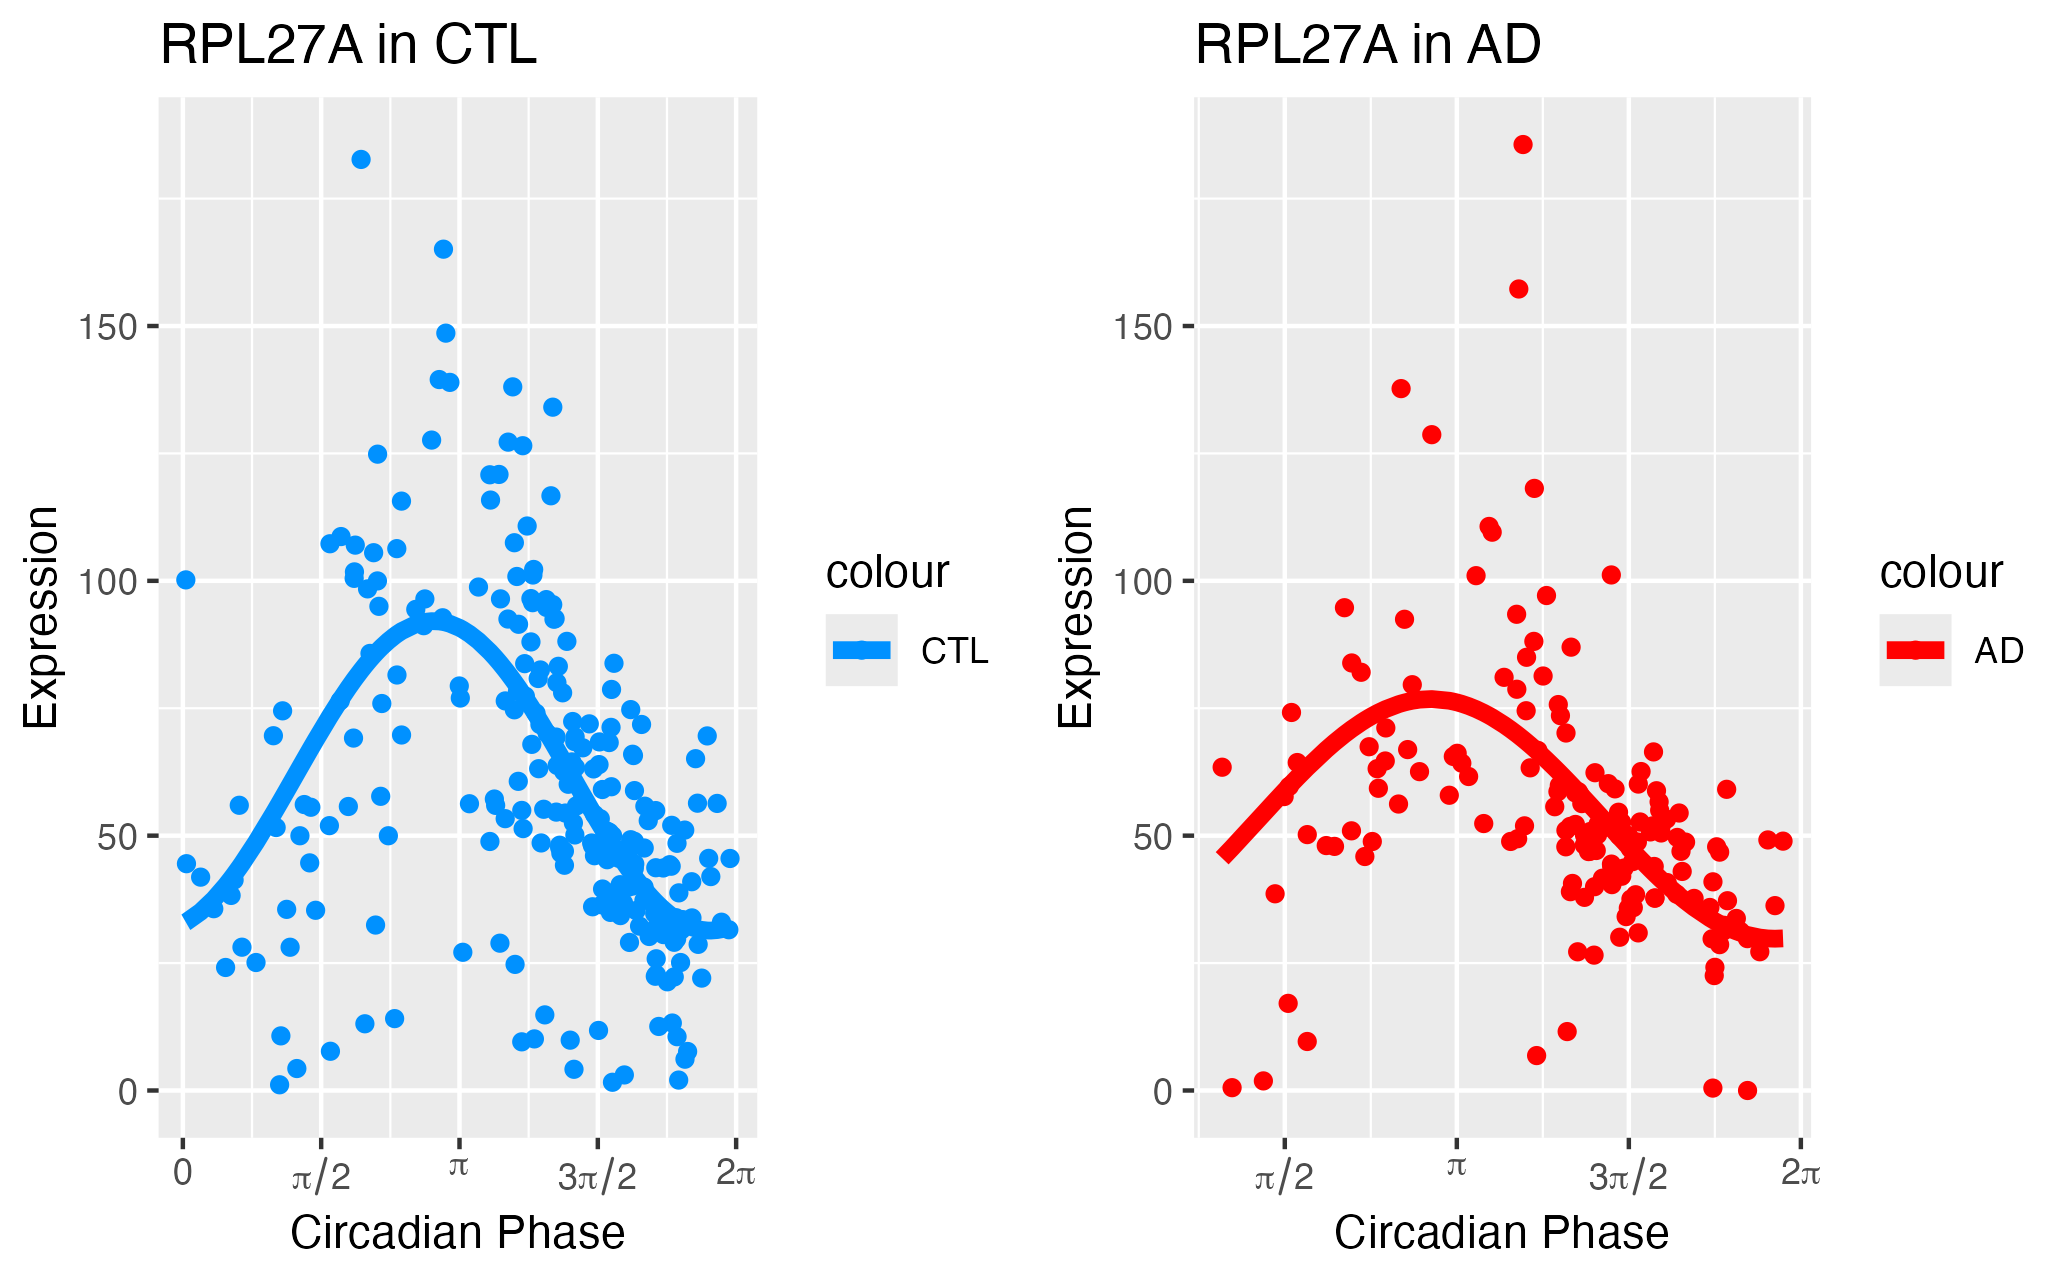 RPL27A in CTL
150
100
50
0
Expression
0 π/2 π 3π/2 2π
Circadian Phase
colour
CTL
RPL27A in AD
150
100
50
0
Expression
π/2 π 3π/2 2π
Circadian Phase
colour
AD